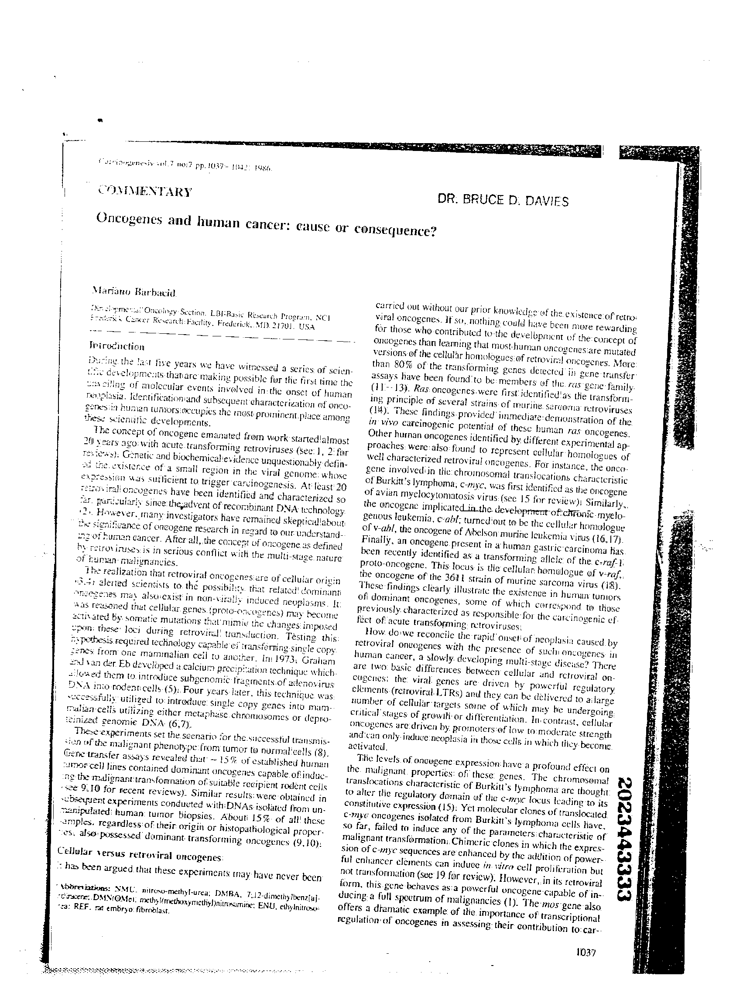 Carcinogenesis vol.7 no.7 pp.1037-1042, 1986
COMMENTARY
DR. BRUCE D. DAVIES
Oncogenes and human cancer: cause or consequence?
Mariano Barbacid
Developmental Oncology Section, LBI-Basic Research Program, NCI
Frederick Cancer Research Facility, Frederick, MD 21701, USA
Introduction
During the last five years we have witnessed a series of scien-
tific developments that are making possible for the first time the
unveiling of molecular events involved in the onset of human
neoplasia. Identification and subsequent characterization of onco-
genes in human tumors occupies the most prominent place among
these scientific developments.
The concept of oncogene emanated from work started almost
20 years ago with acute transforming retroviruses (see 1, 2 for
reviews). Genetic and biochemical evidence unquestionably defin-
ed the existence of a small region in the viral genome whose
expression was sufficient to trigger carcinogenesis. At least 20
retroviral oncogenes have been identified and characterized so
far, particularly since the advent of recombinant DNA technology
(2). However, many investigators have remained skeptical about
the significance of oncogene research in regard to our understand-
ing of human cancer. After all, the concept of oncogene as defined
by retroviruses is in serious conflict with the multi-stage nature
of human malignancies.
The realization that retroviral oncogenes are of cellular origin
(3,4) alerted scientists to the possibility that related dominant
oncogenes may also exist in non-virally induced neoplasms. It
was reasoned that cellular genes (proto-oncogenes) may become
activated by somatic mutations that mimic the changes imposed
upon these loci during retroviral transduction. Testing this
hypothesis required technology capable of transferring single copy
genes from one mammalian cell to another. In 1973, Graham
and van der Eb developed a calcium precipitation technique which
allowed them to introduce subgenomic fragments of adenovirus
DNA into rodent cells (5). Four years later, this technique was
successfully utilized to introduce single copy genes into mam-
malian cells utilizing either metaphase chromosomes or depro-
teinized genomic DNA (6,7).
These experiments set the scenario for the successful transmis-
sion of the malignant phenotype from tumor to normal cells (8).
Gene transfer assays revealed that ~ 15% of established human
tumor cell lines contained dominant oncogenes capable of induc-
ing the malignant transformation of suitable recipient rodent cells
(see 9,10 for recent reviews). Similar results were obtained in
subsequent experiments conducted with DNAs isolated from un-
manipulated human tumor biopsies. About 15% of all these
samples, regardless of their origin or histopathological proper-
ties, also possessed dominant transforming oncogenes (9,10).
Cellular versus retroviral oncogenes
It has been argued that these experiments may have never been
Abbreviations: NMU, nitroso-methyl-urea; DMBA, 7,12-dimethylbenz[a]-
anthracene; DMN(OMe), methyl(methoxymethyl)nitrosamine; ENU, ethylnitroso-
urea; REF, rat embryo fibroblast.
carried out without our prior knowledge of the existence of retro-
viral oncogenes. If so, nothing could have been more rewarding
for those who contributed to the development of the concept of
oncogenes than learning that most human oncogenes are mutated
versions of the cellular homologues of retroviral oncogenes. More
than 80% of the transforming genes detected in gene transfer
assays have been found to be members of the ras gene family
(11-13). Ras oncogenes were first identified as the transform-
ing principle of several strains of murine sarcoma retroviruses
(14). These findings provided immediate demonstration of the
in vivo carcinogenic potential of these human ras oncogenes.
Other human oncogenes identified by different experimental ap-
proaches were also found to represent cellular homologues of
well characterized retroviral oncogenes. For instance, the onco-
gene involved in the chromosomal translocations characteristic
of Burkitt's lymphoma, c-myc, was first identified as the oncogene
of avian myelocytomatosis virus (see 15 for review). Similarly,
the oncogene implicated in the development of chronic myelo-
genous leukemia, c-abl, turned out to be the cellular homologue
of v-abl, the oncogene of Abelson murine leukemia virus (16,17).
Finally, an oncogene present in a human gastric carcinoma has
been recently identified as a transforming allele of the c-raf-1
proto-oncogene. This locus is the cellular homologue of v-raf,
the oncogene of the 3611 strain of murine sarcoma virus (18).
These findings clearly illustrate the existence in human tumors
of dominant oncogenes, some of which correspond to those
previously characterized as responsible for the carcinogenic ef-
fect of acute transforming retroviruses.
How do we reconcile the rapid onset of neoplasia caused by
retroviral oncogenes with the presence of such oncogenes in
human cancer, a slowly developing multi-stage disease? There
are two basic differences between cellular and retroviral on-
cogenes: the viral genes are driven by powerful regulatory
elements (retroviral LTRs) and they can be delivered to a large
number of cellular targets some of which may be undergoing
critical stages of growth or differentiation. In contrast, cellular
oncogenes are driven by promoters of low to moderate strength
and can only induce neoplasia in those cells in which they become
activated.
The levels of oncogene expression have a profound effect on
the malignant properties of these genes. The chromosomal
translocations characteristic of Burkitt's lymphoma are thought
to alter the regulatory domain of the c-myc locus leading to its
constitutive expression (15). Yet molecular clones of translocated
c-myc oncogenes isolated from Burkitt's lymphoma cells have,
so far, failed to induce any of the parameters characteristic of
malignant transformation. Chimeric clones in which the expres-
sion of c-myc sequences are enhanced by the addition of power-
ful enhancer elements can induce in vitro cell proliferation but
not transformation (see 19 for review). However, in its retroviral
form, this gene behaves as a powerful oncogene capable of in-
ducing a full spectrum of malignancies (1). The mos gene also
offers a dramatic example of the importance of transcriptional
regulation of oncogenes in assessing their contribution to car-
1037
2023443333